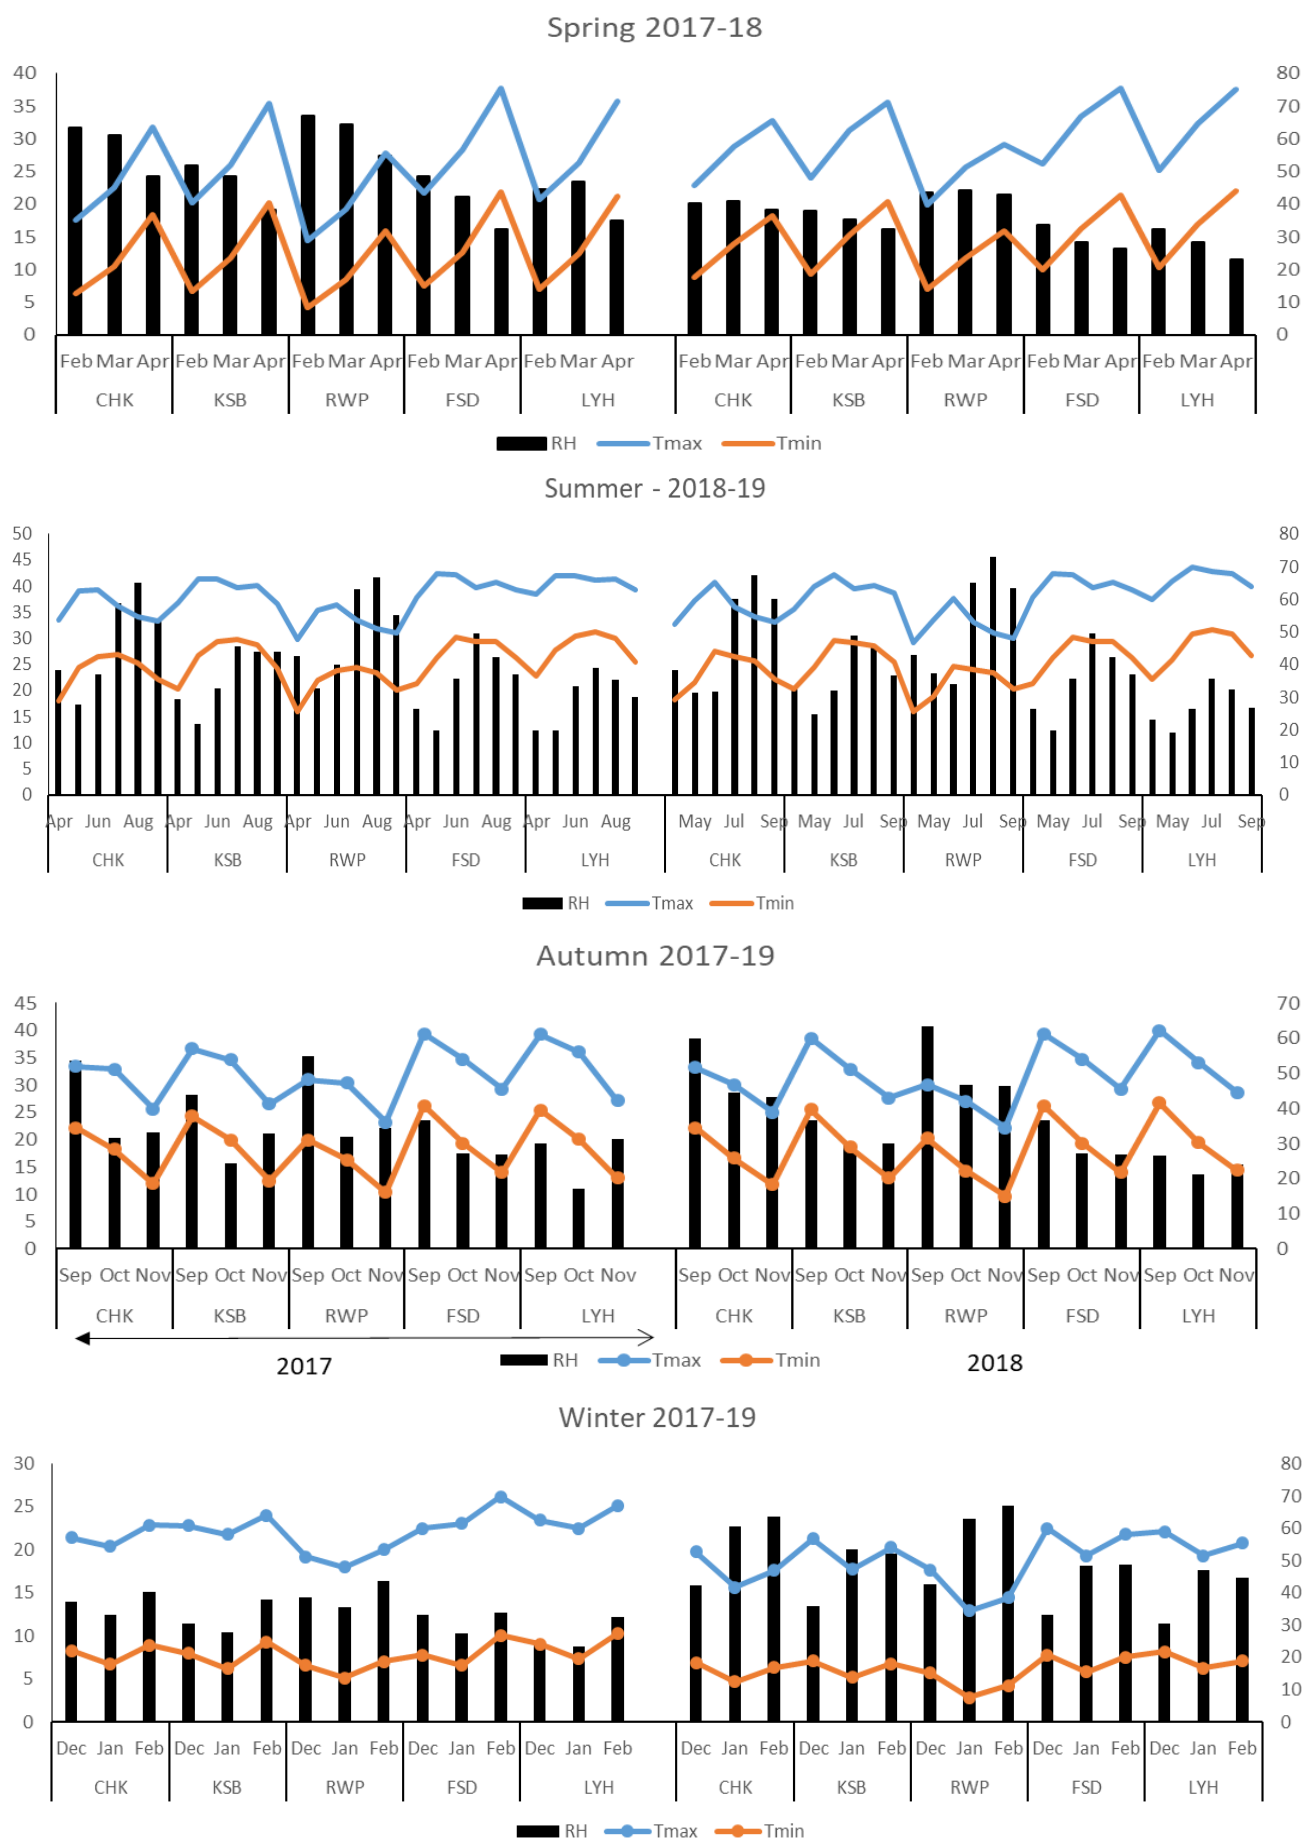 Spring 2017-18
40 80
35 70
30 60
25 50
20 40
15 30
10 20
5 10
0 0
Feb Mar Apr Feb Mar Apr Feb Mar Apr Feb Mar Apr Feb Mar Apr Feb Mar Apr Feb Mar Apr Feb Mar Apr Feb Mar Apr Feb Mar Apr
CHK KSB RWP FSD LYH CHK KSB RWP FSD LYH
RH Tmax Tmin
Summer - 2018-19
50 80
45 70
40 60
35 50
30 40
25 30
20 20
15 10
10 0
5
0
Apr Jun Aug Apr Jun Aug Apr Jun Aug Apr Jun Aug Apr Jun Aug May Jul Sep May Jul Sep May Jul Sep May Jul Sep May Jul Sep
CHK KSB RWP FSD LYH CHK KSB RWP FSD LYH
RH Tmax Tmin
Autumn 2017-19
45 70
40 60
35 50
30 40
25 30
20 20
15 10
10 0
5
0
Sep Oct Nov Sep Oct Nov Sep Oct Nov Sep Oct Nov Sep Oct Nov Sep Oct Nov Sep Oct Nov Sep Oct Nov Sep Oct Nov Sep Oct Nov
CHK KSB RWP FSD LYH CHK KSB RWP FSD LYH
2017 RH Tmax Tmin 2018
Winter 2017-19
30 80
25 70
20 60
15 50
10 40
5 30
0 20
10
0
Dec Jan Feb Dec Jan Feb Dec Jan Feb Dec Jan Feb Dec Jan Feb Dec Jan Feb Dec Jan Feb Dec Jan Feb Dec Jan Feb Dec Jan Feb
CHK KSB RWP FSD LYH CHK KSB RWP FSD LYH
RH Tmax Tmin